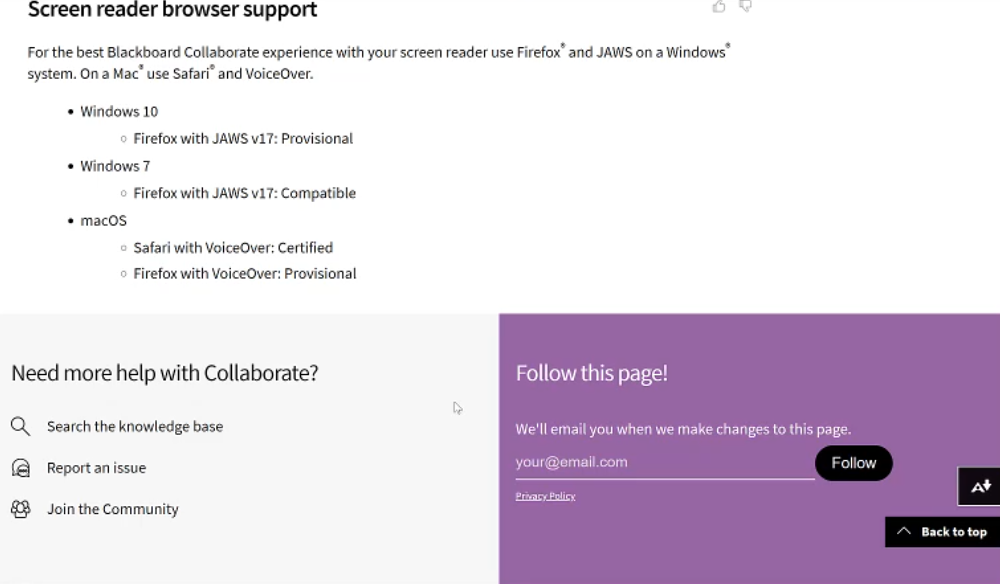 Screen reader browser support
For the best Blackboard Collaborate experience with your screen reader use Firefox® and JAWS on a Windows®
system. On a Mac® use Safari® and VoiceOver.
• Windows 10
○ Firefox with JAWS v17: Provisional
• Windows 7
○ Firefox with JAWS v17: Compatible
• macOS
○ Safari with VoiceOver: Certified
○ Firefox with VoiceOver: Provisional
Need more help with Collaborate?
Search the knowledge base
Report an issue
Join the Community
Follow this page!
We'll email you when we make changes to this page.
your@email.com
Follow
Privacy Policy
A
Back to top